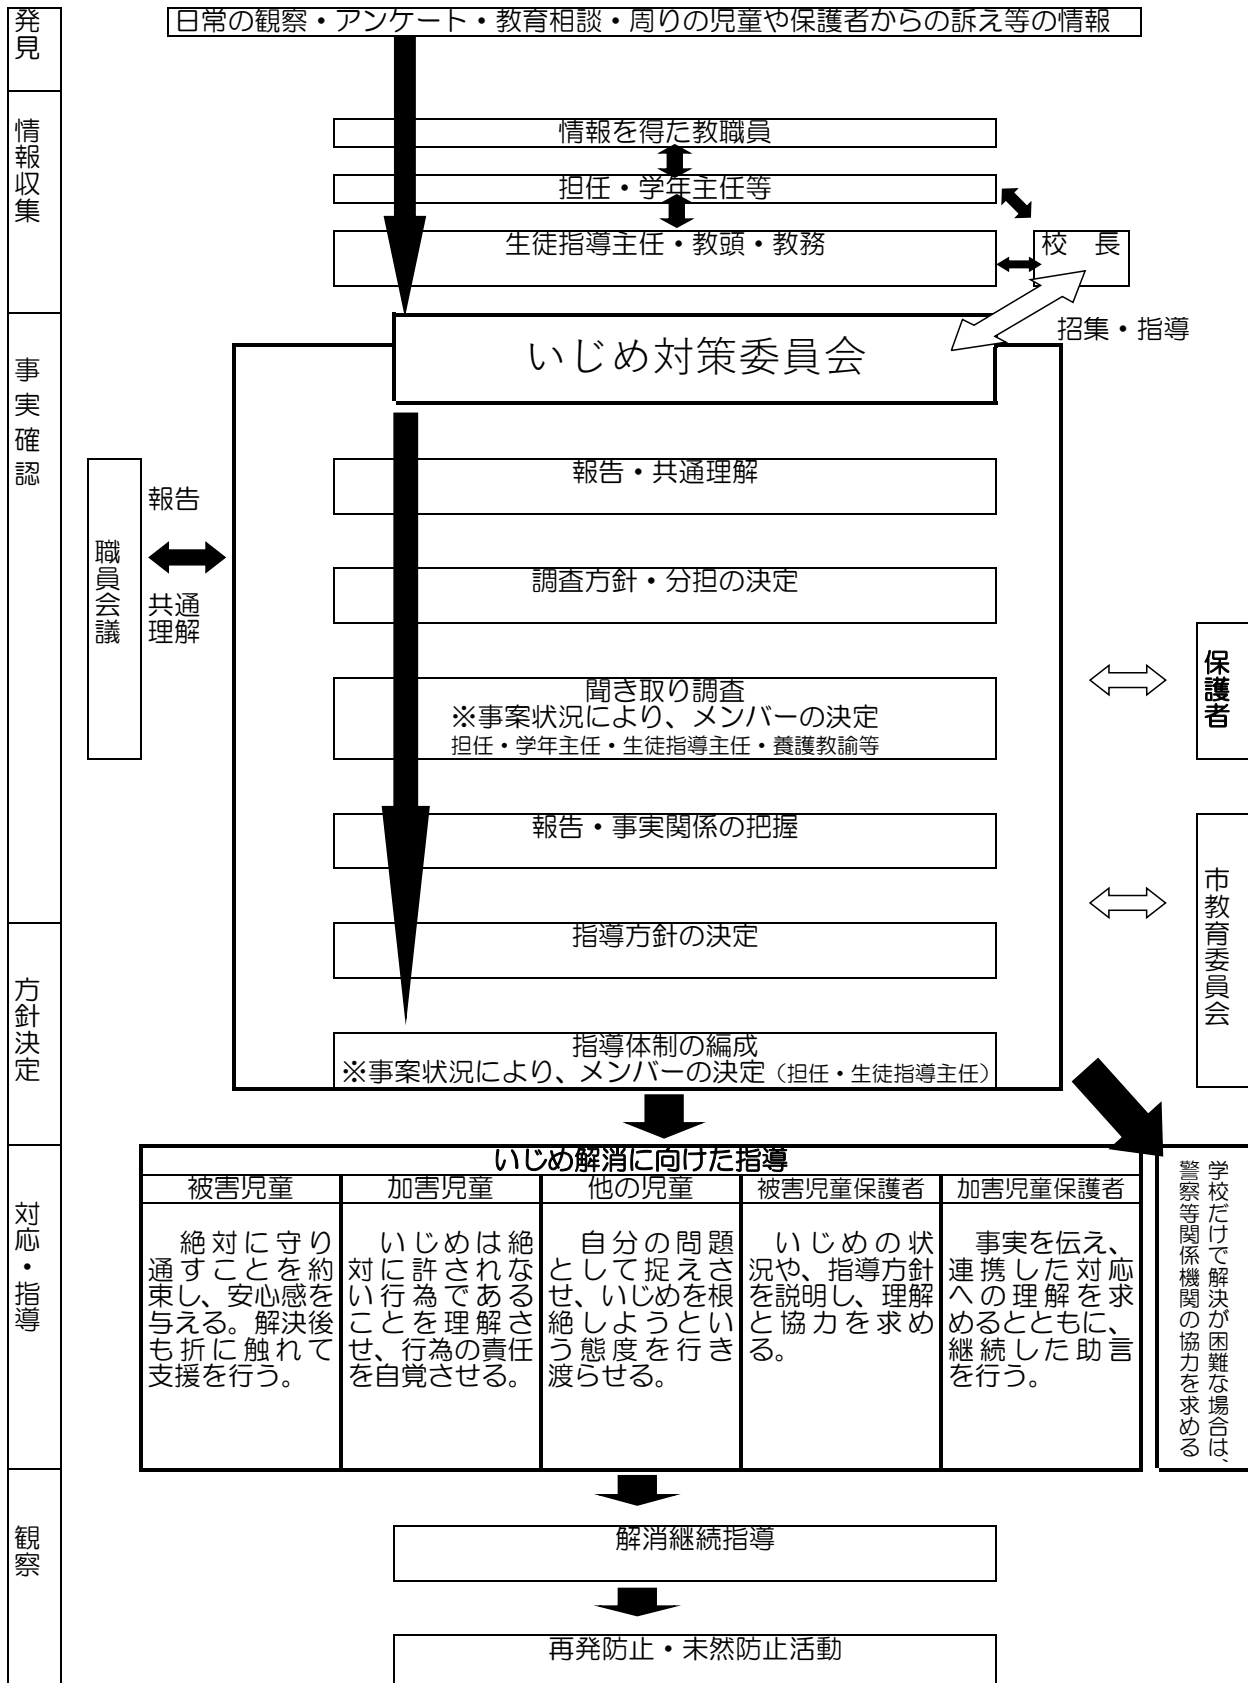 発見
日常の観察・アンケート・教育相談・周りの児童や保護者からの訴え等の情報
情報収集
情報を得た教職員
担任・学年主任等
生徒指導主任・教頭・教務
校　長
招集・指導
事実確認
いじめ対策委員会
職員会議
報告
共通
理解
報告・共通理解
調査方針・分担の決定
聞き取り調査
※事案状況により、メンバーの決定
担任・学年主任・生徒指導主任・養護教諭等
保護者
報告・事実関係の把握
市教育委員会
指導方針の決定
方針決定
指導体制の編成
※事案状況により、メンバーの決定（担任・生徒指導主任）
対応・指導
いじめ解消に向けた指導
被害児童
絶対に守り
通すことを約
束し、安心感を
与える。解決後
も折に触れて
支援を行う。
加害児童
いじめは絶
対に許されな
い行為である
ことを理解さ
せ、行為の責任
を自覚させる。
他の児童
自分の問題
として捉えさ
せ、いじめを根
絶しようとい
う態度を行き
渡らせる。
被害児童保護者
いじめの状
況や、指導方針
を説明し、理解
と協力を求め
る。
加害児童保護者
事実を伝え、
連携した対応
への理解を求
めるとともに、
継続した助言
を行う。
学校だけで解決が困難な場合は、
警察等関係機関の協力を求める
観察
解消継続指導
再発防止・未然防止活動